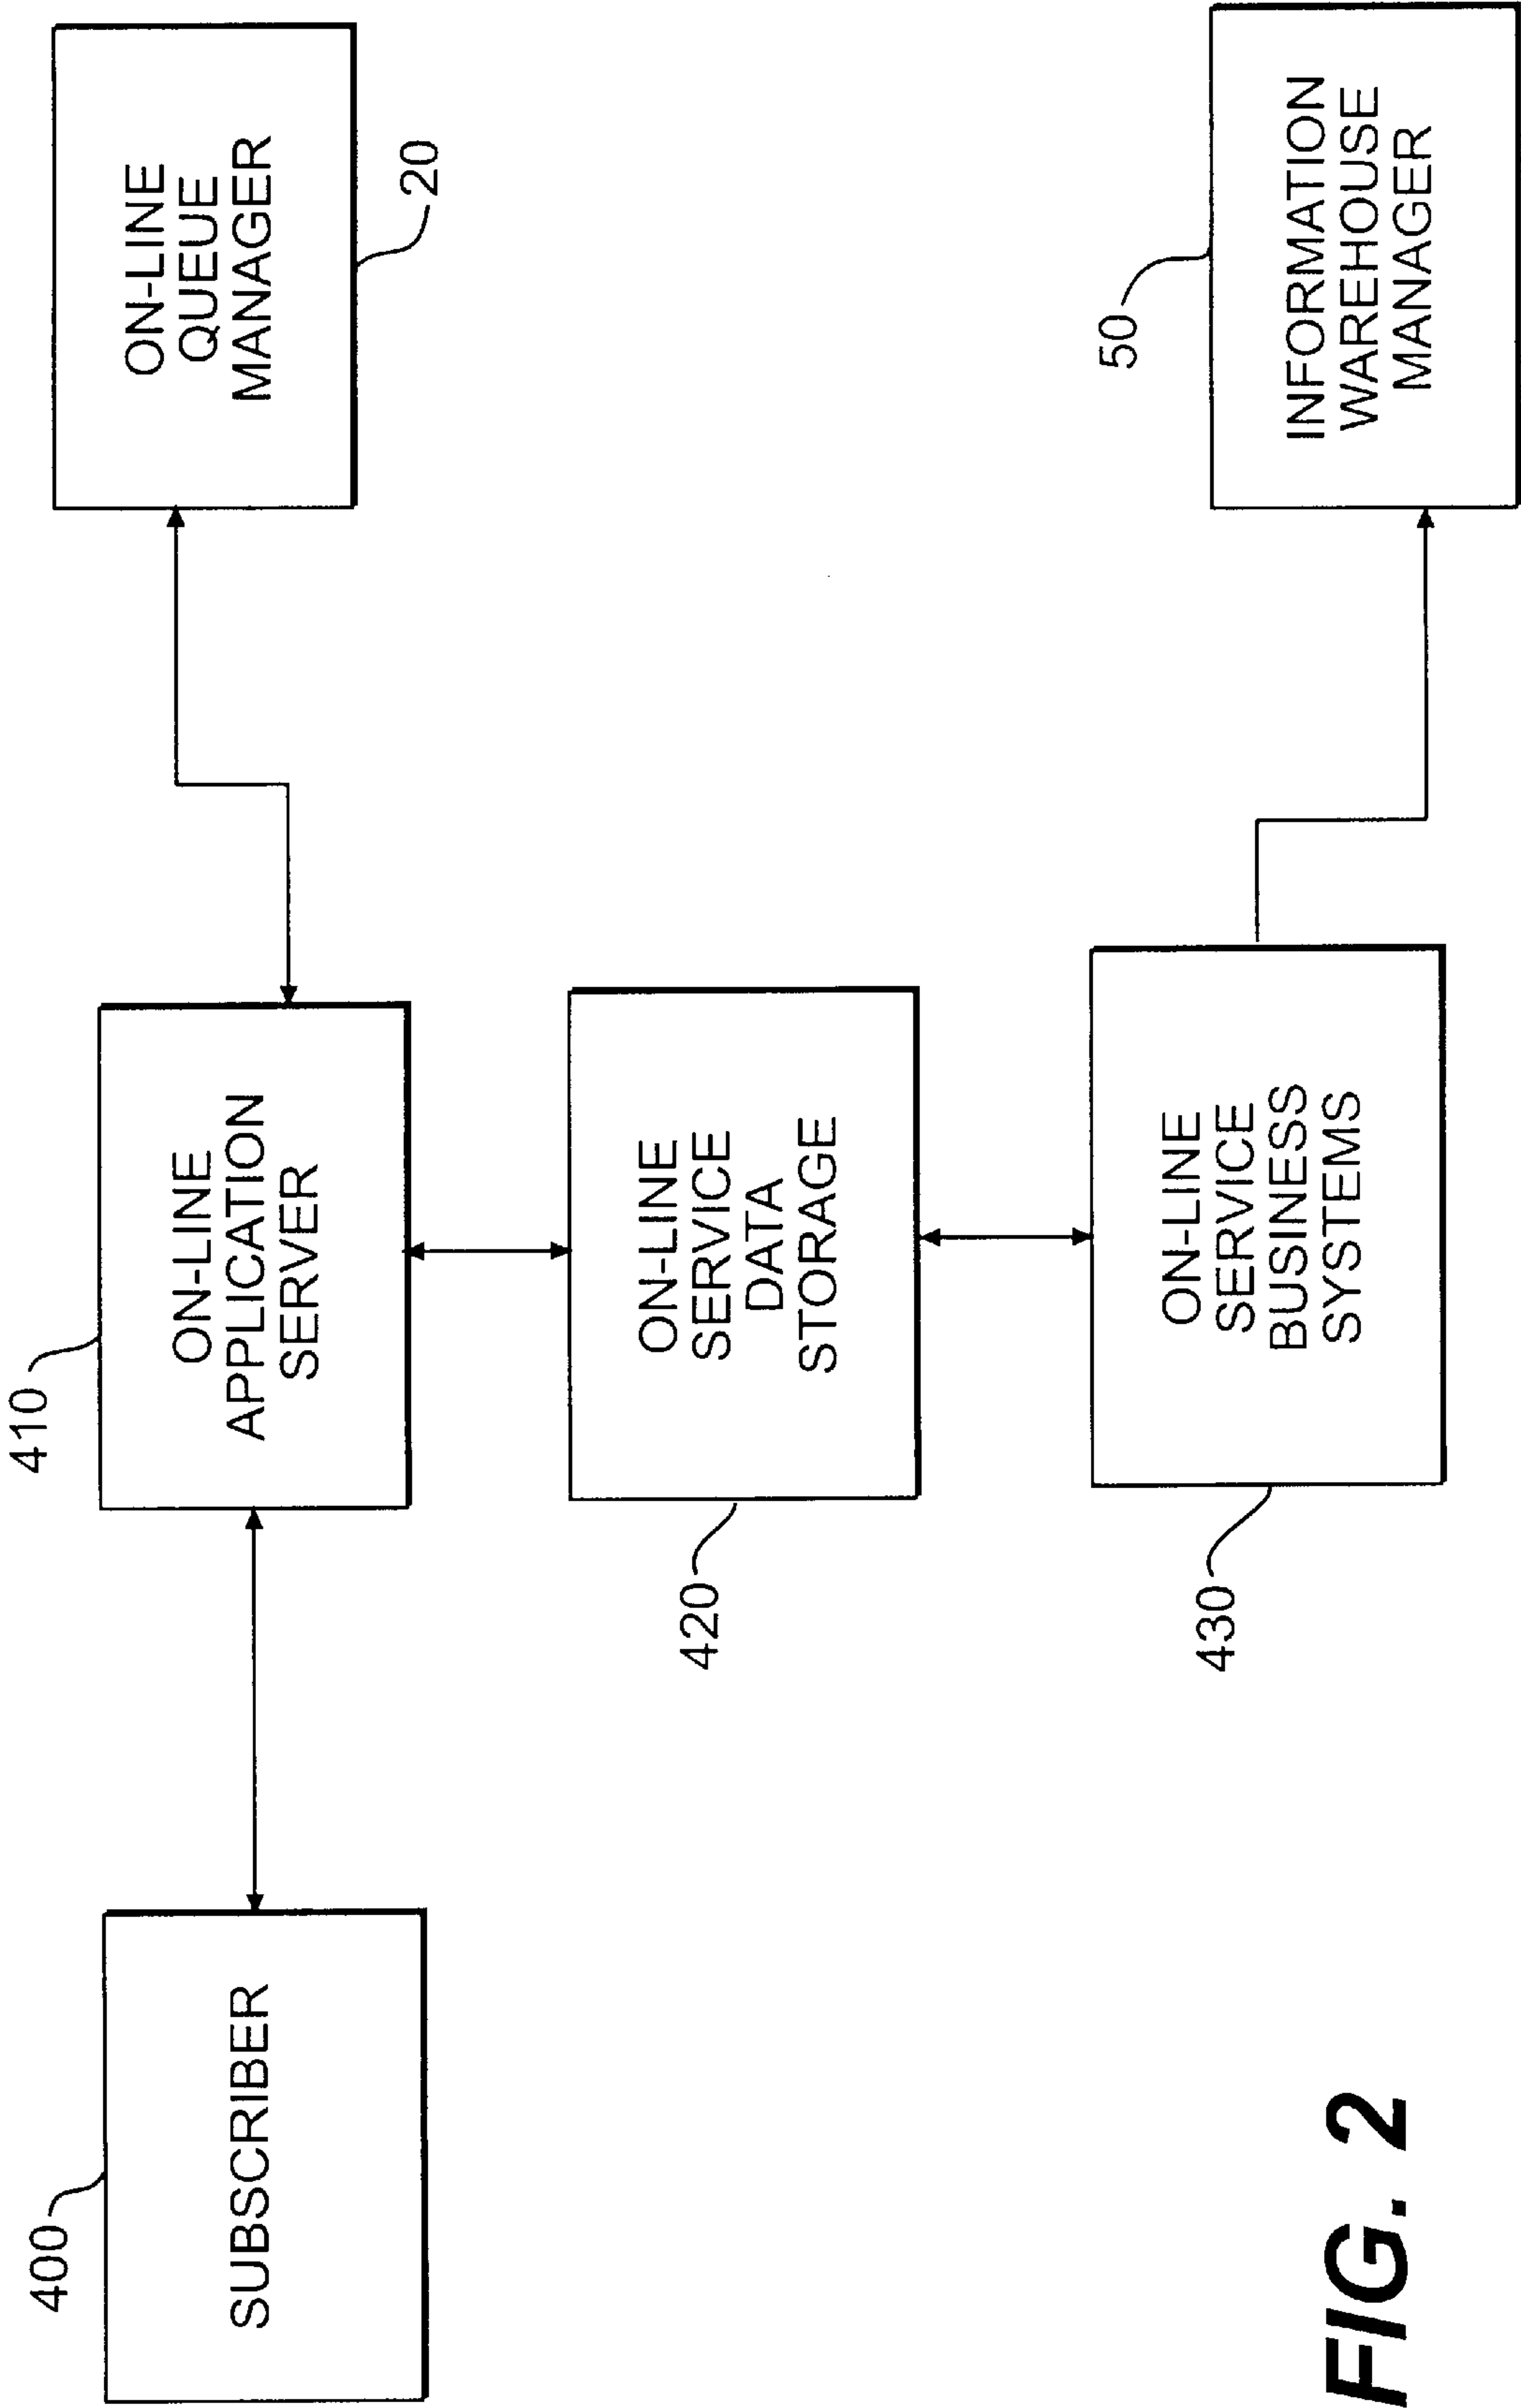 400
SUBSCRIBER
410
ON-LINE
APPLICATION
SERVER
ON-LINE
QUEUE
MANAGER
20
420
ON-LINE
SERVICE
DATA
STORAGE
430
ON-LINE
SERVICE
BUSINESS
SYSTEMS
50
INFORMATION
WAREHOUSE
MANAGER
FIG. 2